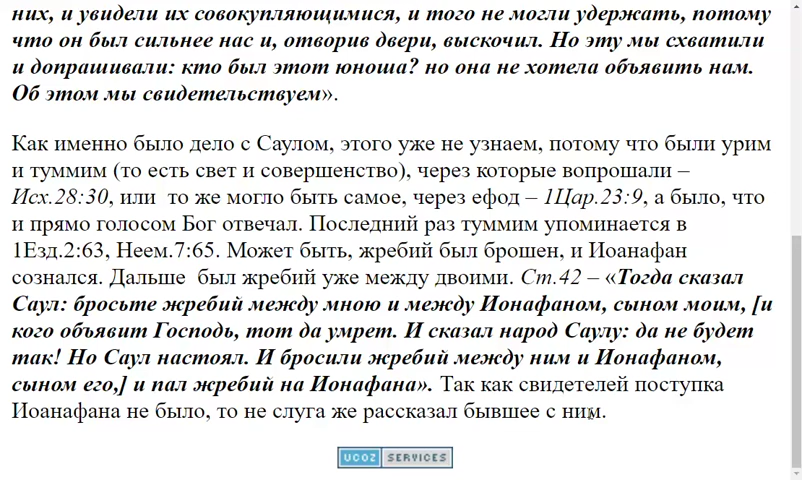 них, и увидели их совокупляющимися, и того не могли удержать, потому
что он был сильнее нас и, отворив двери, выскочил. Но эту мы схватили
и допрашивали: кто был этот юноша? но она не хотела объявить нам.
Об этом мы свидетельствуем».
Как именно было дело с Саулом, этого уже не узнаем, потому что были урим
и туммим (то есть свет и совершенство), через которые вопрошали –
Исх.28:30, или  то же могло быть самое, через ефод – 1Цар.23:9, а было, что
и прямо голосом Бог отвечал. Последний раз туммим упоминается в
1Езд.2:63, Неем.7:65. Может быть, жребий был брошен, и Иоанафан
сознался. Дальше  был жребий уже между двоими. Ст.42 – «Тогда сказал
Саул: бросьте жребий между мною и между Ионафаном, сыном моим, [и
кого объявит Господь, тот да умрет. И сказал народ Саулу: да не будет
так! Но Саул настоял. И бросили жребий между ним и Ионафаном,
сыном его,] и пал жребий на Ионафана». Так как свидетелей поступка
Иоанафана не было, то не слуга же рассказал бывшее с ним.
UCOZ SERVICES